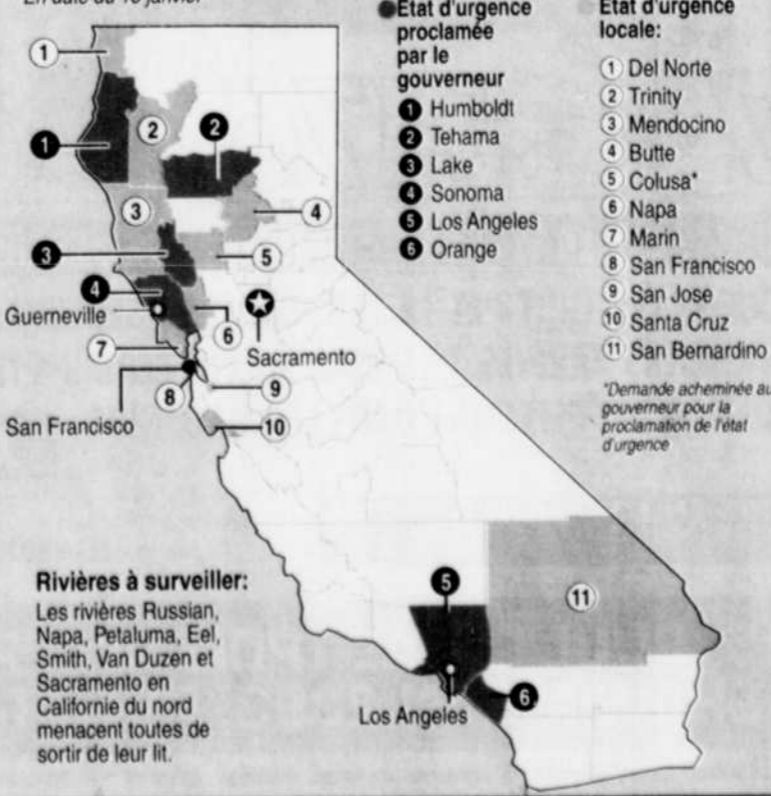 En date du 10 janvier
État d'urgence
proclamée
par le
gouverneur
1 Humboldt
2 Tehama
3 Lake
4 Sonoma
5 Los Angeles
6 Orange
État d'urgence
locale:
1 Del Norte
2 Trinity
3 Mendocino
4 Butte
5 Colusa*
6 Napa
7 Marin
8 San Francisco
9 San Jose
10 Santa Cruz
11 San Bernardino
*Demande acheminée au
gouverneur pour la
proclamation de l'état
d'urgence
1
1
2
2
3
4
3
5
4
Guerneville
6
Sacramento
7
8
9
San Francisco
10
Rivières à surveiller:
Les rivières Russian,
Napa, Petaluma, Eel,
Smith, Van Duzen et
Sacramento en
Californie du nord
menacent toutes de
sortir de leur lit.
5
11
6
Los Angeles